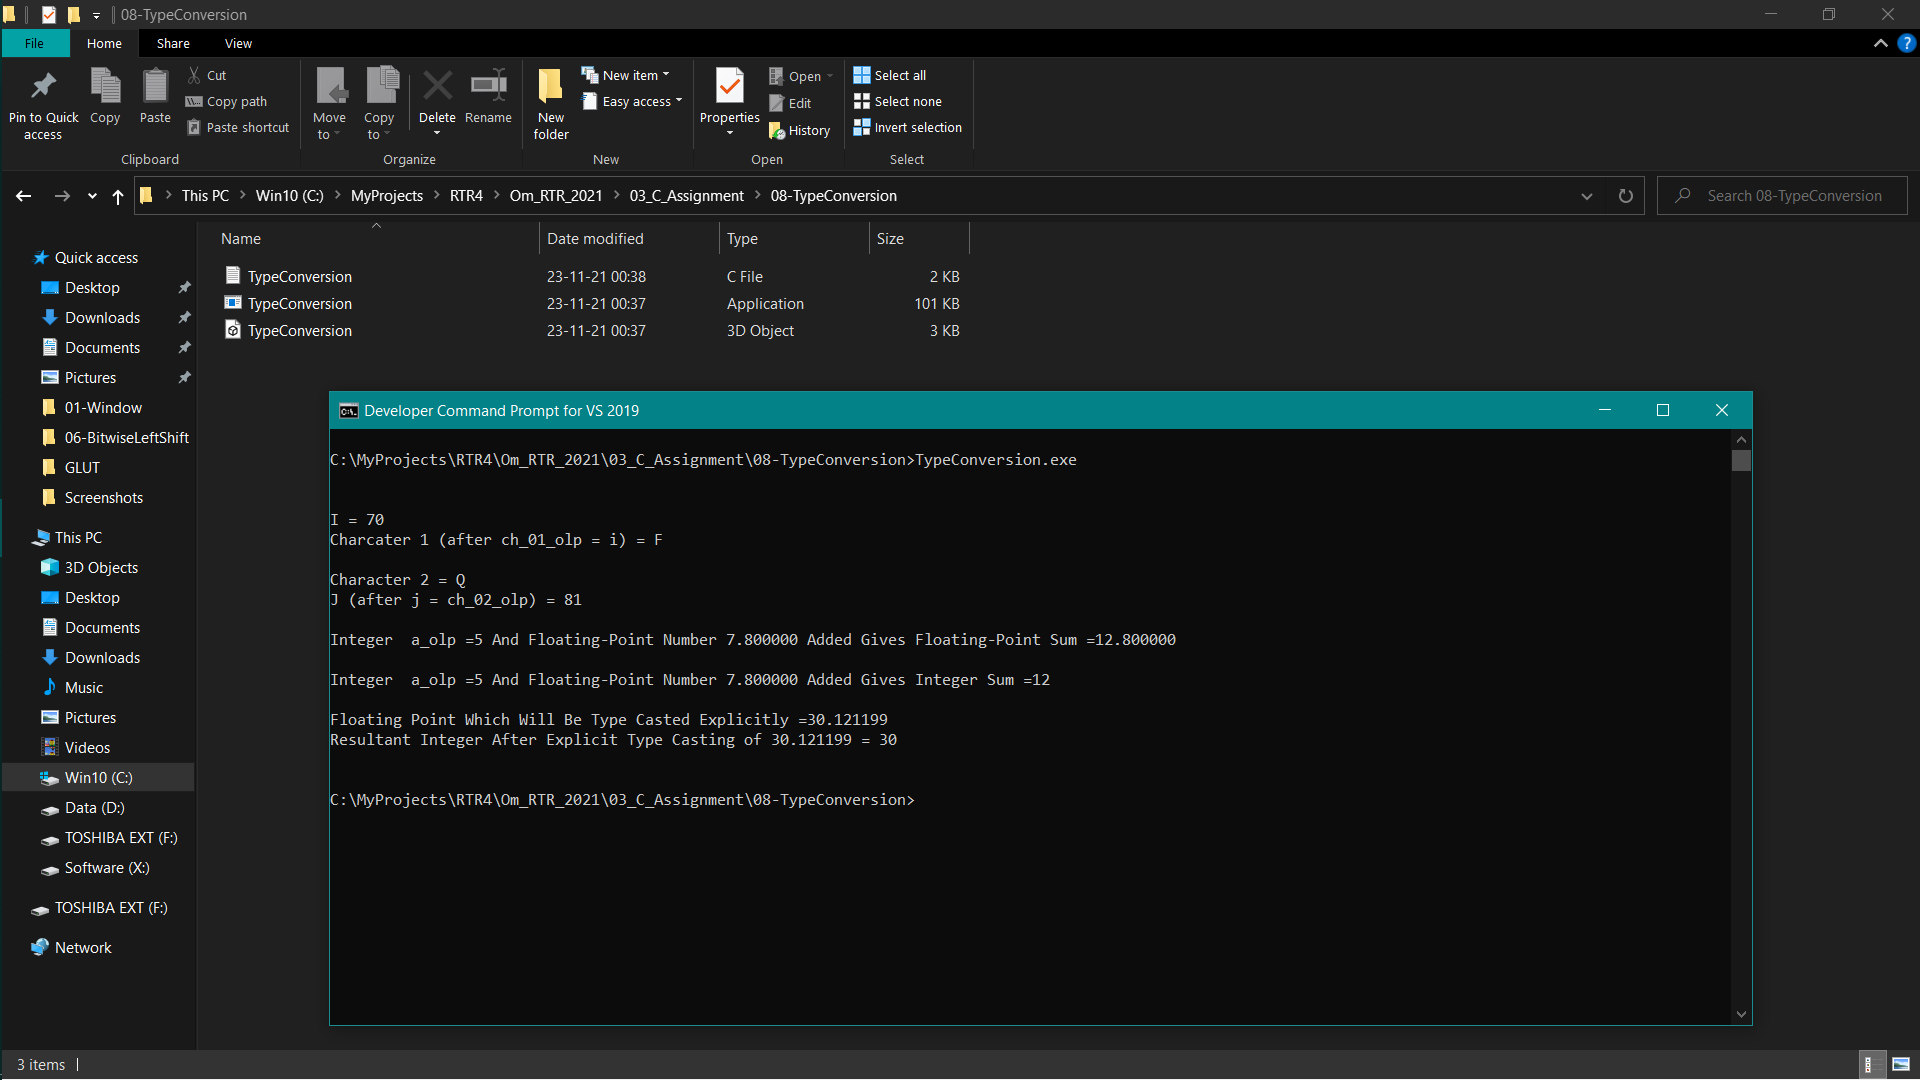 08-TypeConversion
File Home Share View
Pin to Quick access
Copy
Paste
Cut
Copy path
Paste shortcut
Clipboard
Move to
Copy to
Delete
Rename
Organize
New folder
New item
Easy access
New
Properties
Open
Edit
History
Open
Select all
Select none
Invert selection
Select
This PC > Win10 (C:) > MyProjects > RTR4 > Om_RTR_2021 > 03_C_Assignment > 08-TypeConversion
Search 08-TypeConversion
Name Date modified Type Size
TypeConversion 23-11-21 00:38 C File 2 KB
TypeConversion 23-11-21 00:37 Application 101 KB
TypeConversion 23-11-21 00:37 3D Object 3 KB
Quick access
Desktop
Downloads
Documents
Pictures
01-Window
06-BitwiseLeftShift
GLUT
Screenshots
This PC
3D Objects
Desktop
Documents
Downloads
Music
Pictures
Videos
Win10 (C:)
Data (D:)
TOSHIBA EXT (F:)
Software (X:)
TOSHIBA EXT (F:)
Network
Developer Command Prompt for VS 2019
C:\MyProjects\RTR4\Om_RTR_2021\03_C_Assignment\08-TypeConversion>TypeConversion.exe
I = 70
Charcater 1 (after ch_01_olp = i) = F
Character 2 = Q
J (after j = ch_02_olp) = 81
Integer  a_olp =5 And Floating-Point Number 7.800000 Added Gives Floating-Point Sum =12.800000
Integer  a_olp =5 And Floating-Point Number 7.800000 Added Gives Integer Sum =12
Floating Point Which Will Be Type Casted Explicitly =30.121199
Resultant Integer After Explicit Type Casting of 30.121199 = 30
C:\MyProjects\RTR4\Om_RTR_2021\03_C_Assignment\08-TypeConversion>
3 items